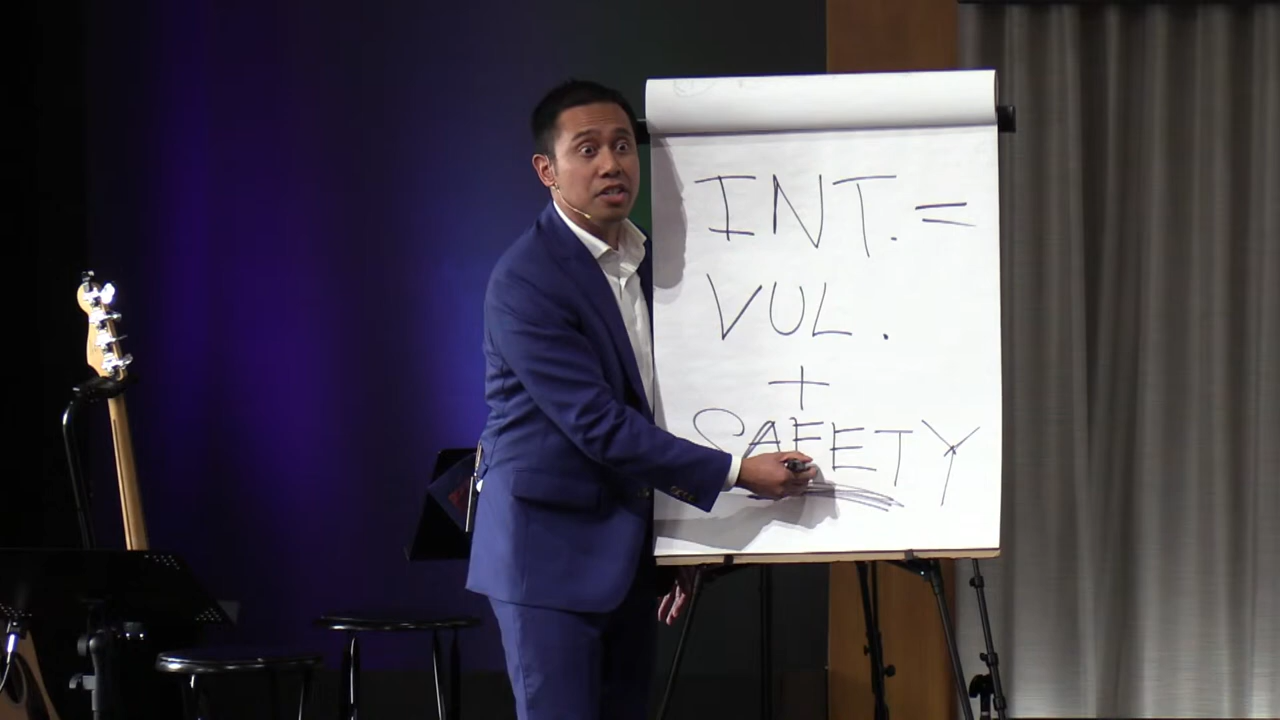 INT. =
VUL.
+
SAFETY